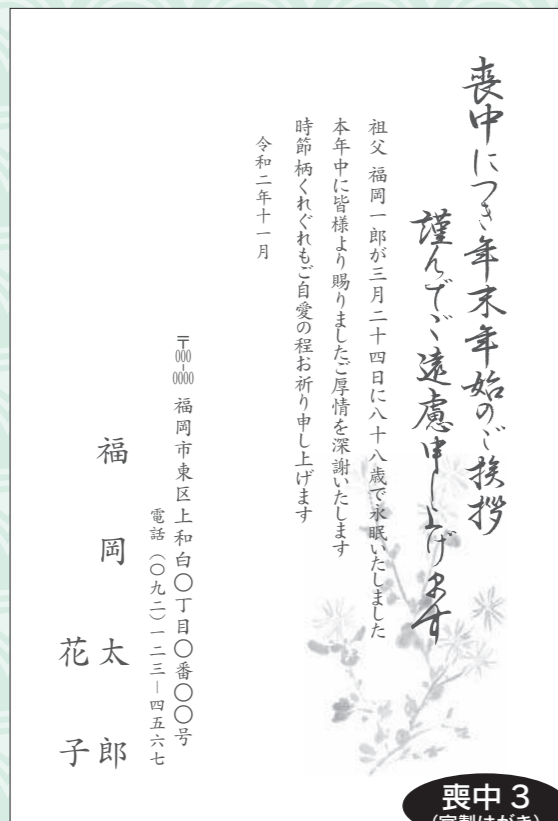 喪中につき年末年始のご挨拶
謹んでご遠慮申し上げます
祖父 福岡一郎が三月二十四日に八十八歳で永眠いたしました
本年中に皆様より賜りましたご厚情を深謝いたします
時節柄くれぐれもご自愛の程お祈り申し上げます
令和二年十一月
〒000-0000 福岡市東区上和白〇丁目〇番〇〇号
電話(〇九二)一二三―四五六七
福岡 太郎
花子
喪中 3
(官製はがき)